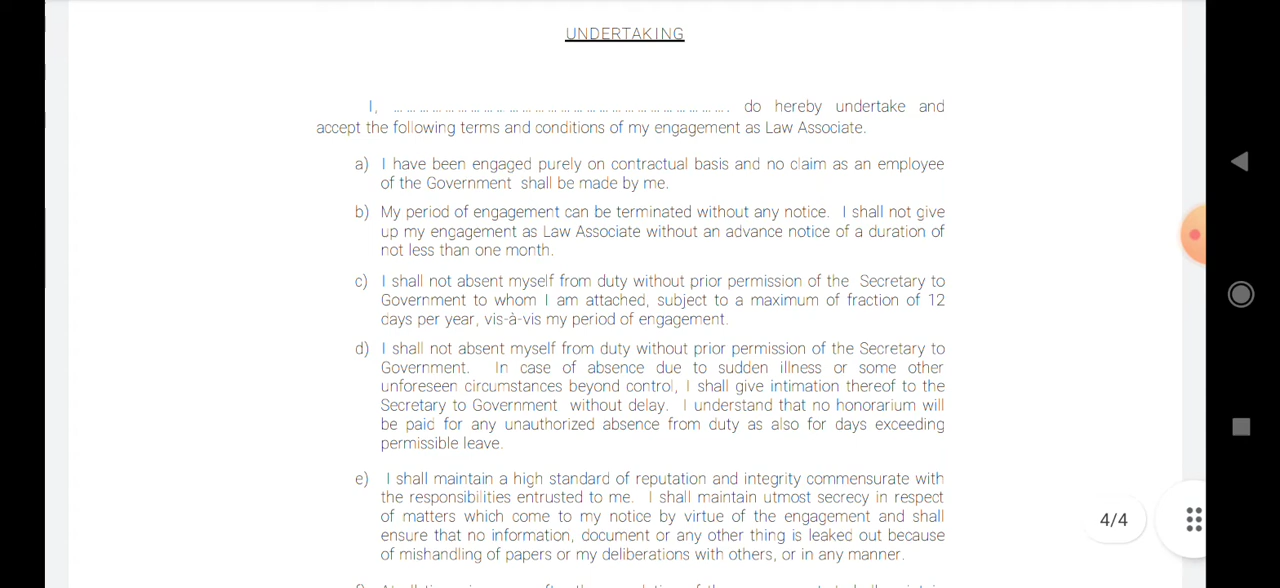 UNDERTAKING
I, ... ... ... ... ... ... ... ... ... ... ... ... ... ... ... ... ... ... ... ... ... ... ... ... ... . do hereby undertake and
accept the following terms and conditions of my engagement as Law Associate.
a) I have been engaged purely on contractual basis and no claim as an employee
of the Government shall be made by me.
b) My period of engagement can be terminated without any notice. I shall not give
up my engagement as Law Associate without an advance notice of a duration of
not less than one month.
c) I shall not absent myself from duty without prior permission of the Secretary to
Government to whom I am attached, subject to a maximum of fraction of 12
days per year, vis-à-vis my period of engagement.
d) I shall not absent myself from duty without prior permission of the Secretary to
Government. In case of absence due to sudden illness or some other
unforeseen circumstances beyond control, I shall give intimation thereof to the
Secretary to Government without delay. I understand that no honorarium will
be paid for any unauthorized absence from duty as also for days exceeding
permissible leave.
e) I shall maintain a high standard of reputation and integrity commensurate with
the responsibilities entrusted to me. I shall maintain utmost secrecy in respect
of matters which come to my notice by virtue of the engagement and shall
ensure that no information, document or any other thing is leaked out because
of mishandling of papers or my deliberations with others, or in any manner.
4/4